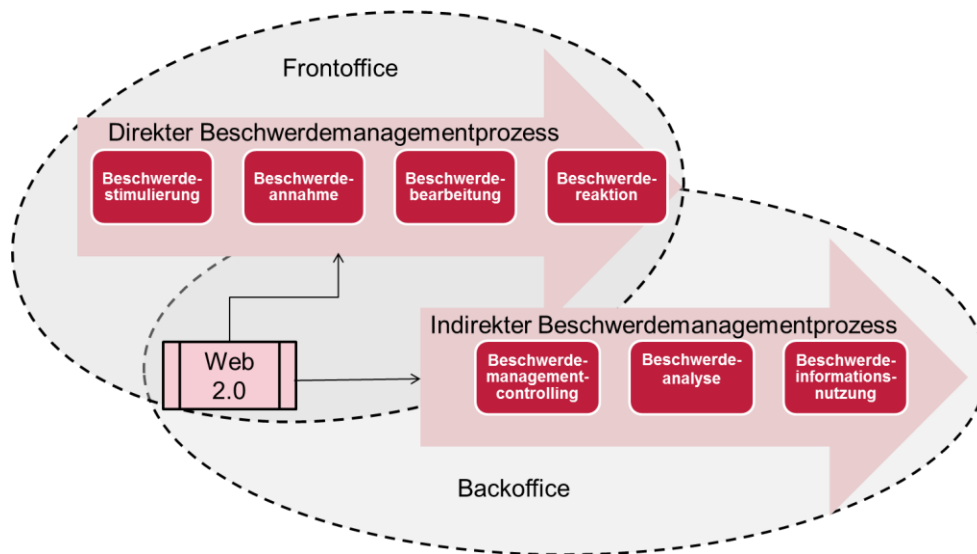 Frontoffice
Direkter Beschwerdemanagementprozess
Beschwerde-
stimulierung
Beschwerde-
annahme
Beschwerde-
bearbeitung
Beschwerde-
reaktion
Web
2.0
Indirekter Beschwerdemanagementprozess
Beschwerde-
management-
controlling
Beschwerde-
analyse
Beschwerde-
informations-
nutzung
Backoffice